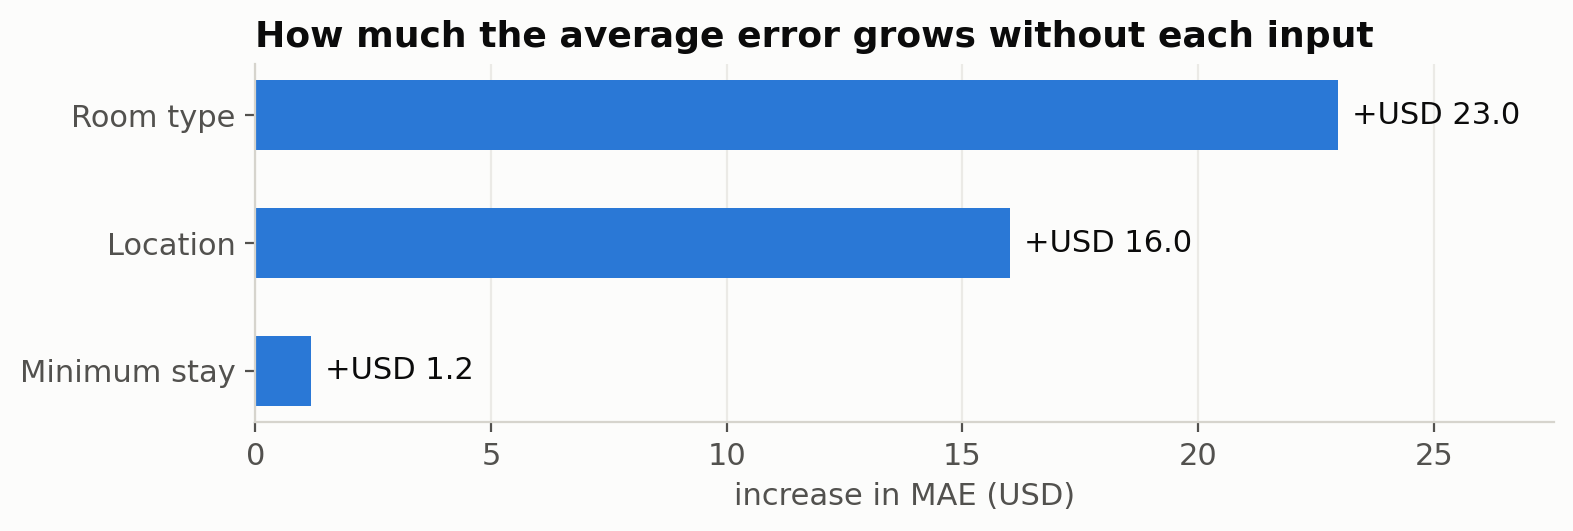 How much the average error grows without each input
Room type
+USD 23.0
Location
+USD 16.0
Minimum stay
+USD 1.2
0 5 10 15 20 25
increase in MAE (USD)